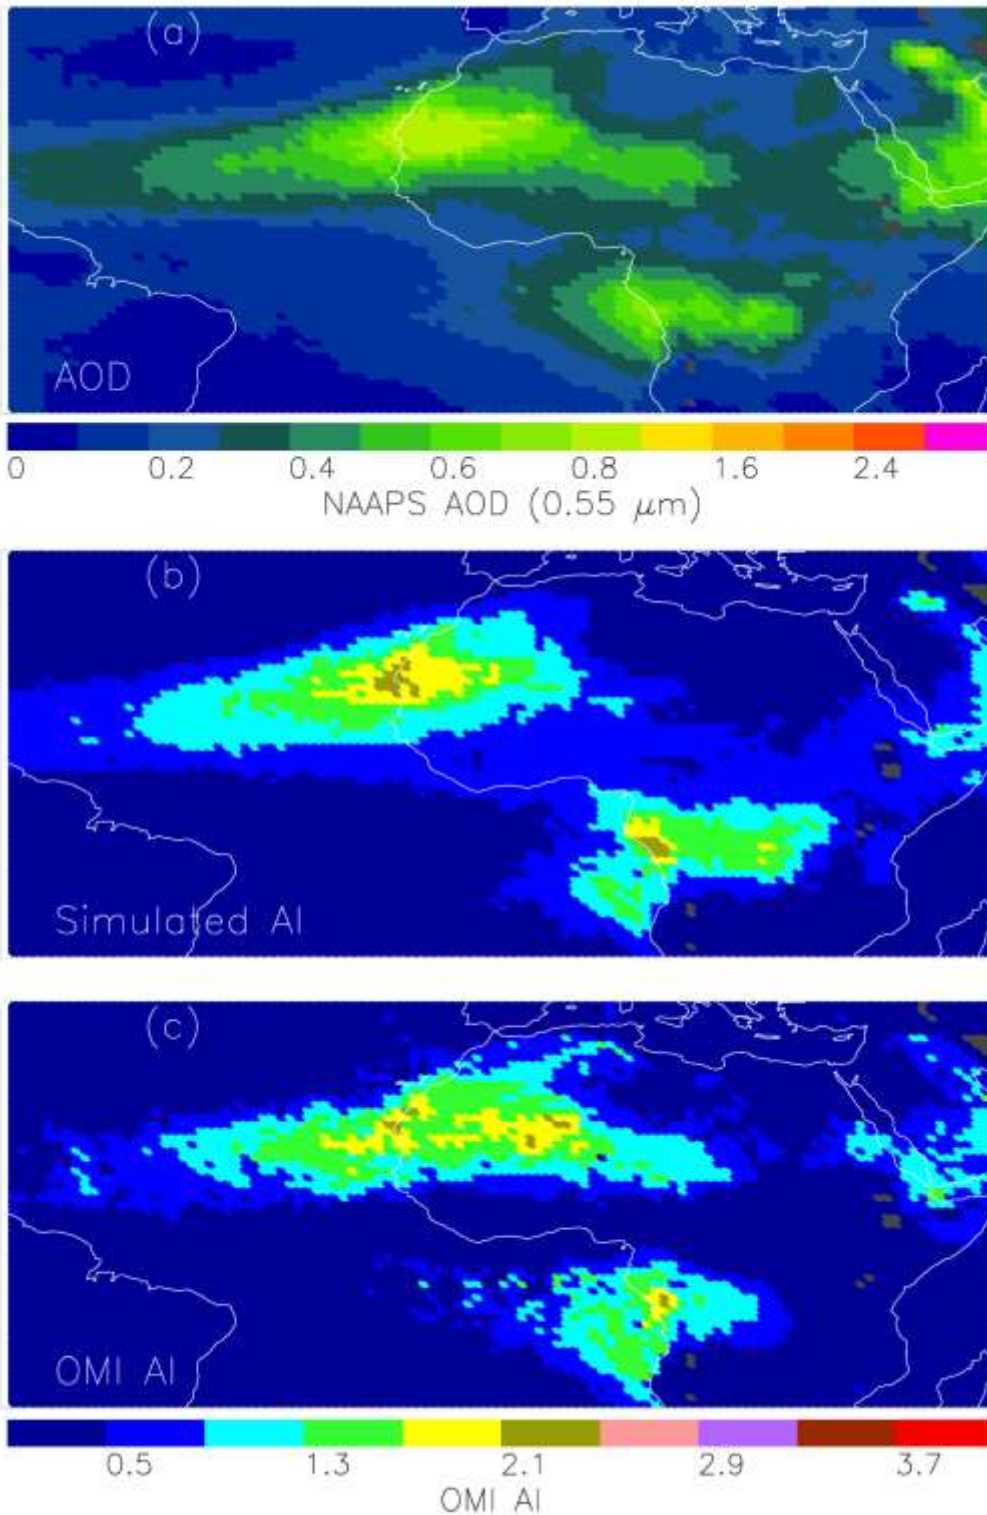 (a)
AOD
0 0.2 0.4 0.6 0.8 1.6 2.4
NAAPS AOD (0.55 μm)
(b)
Simulated AI
(c)
OMI AI
0.5 1.3 2.1 2.9 3.7
OMI AI